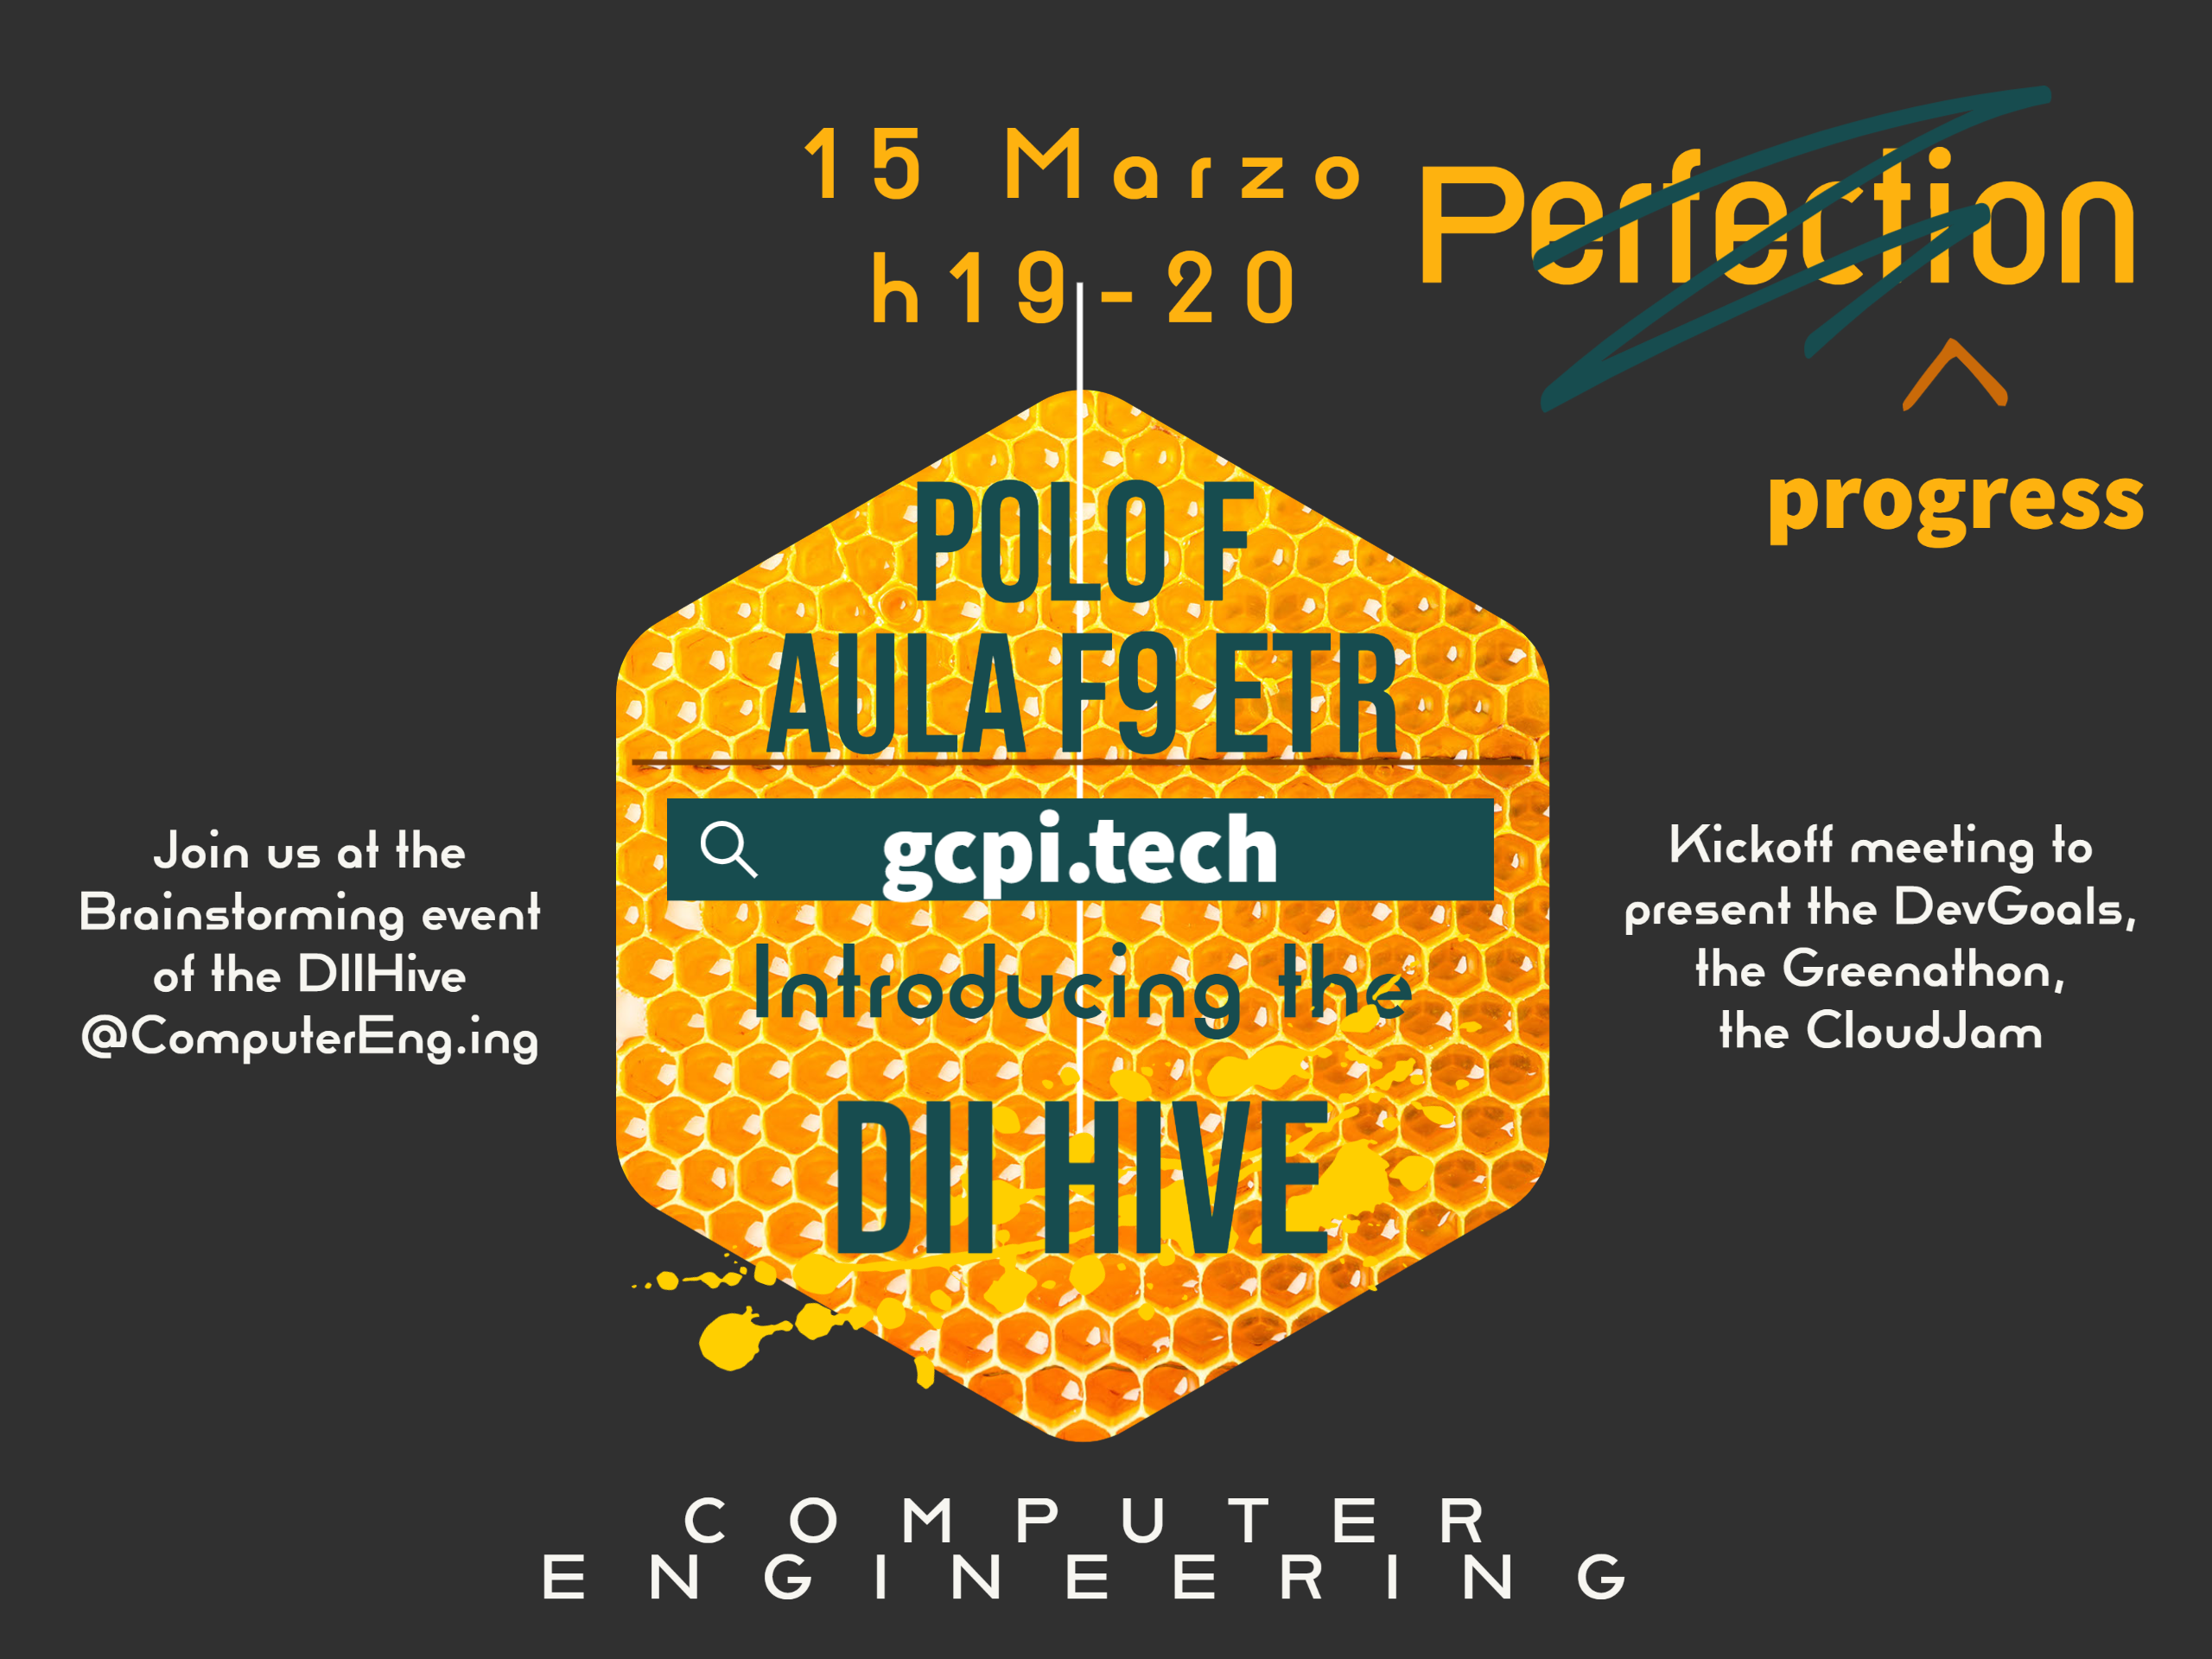 15 Marzo
h19-20
Perfection
progress
POLO F
AULA F9 ETR
gcpi.tech
Introducing the
DII HIVE
Join us at the
Brainstorming event
of the DIIHive
@ComputerEng.ing
Kickoff meeting to
present the DevGoals,
the Greenathon,
the CloudJam
COMPUTER
ENGINEERING